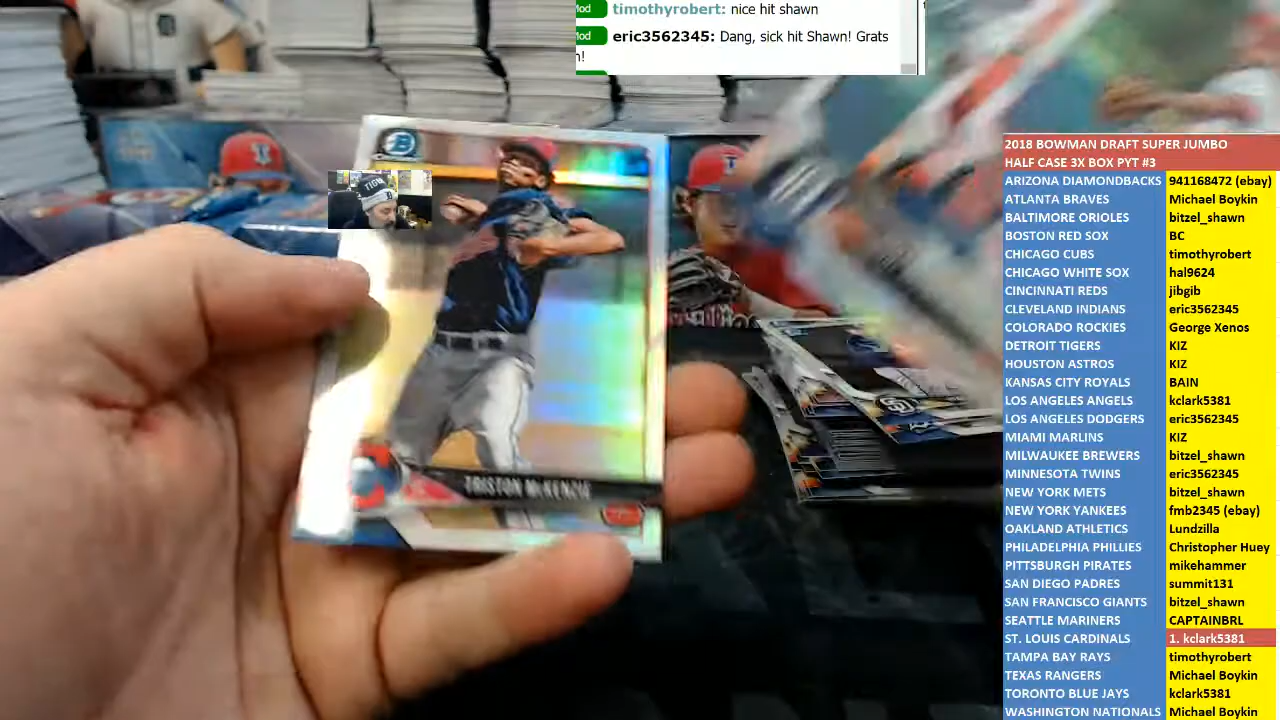 Mod timothyrobert: nice hit shawn
Mod eric3562345: Dang, sick hit Shawn! Grats
n!
TRISTON McKENZIE
2018 BOWMAN DRAFT SUPER JUMBO
HALF CASE 3X BOX PYT #3
ARIZONA DIAMONDBACKS 941168472 (ebay)
ATLANTA BRAVES Michael Boykin
BALTIMORE ORIOLES bitzel_shawn
BOSTON RED SOX BC
CHICAGO CUBS timothyrobert
CHICAGO WHITE SOX hal9624
CINCINNATI REDS jibgib
CLEVELAND INDIANS eric3562345
COLORADO ROCKIES George Xenos
DETROIT TIGERS KIZ
HOUSTON ASTROS KIZ
KANSAS CITY ROYALS BAIN
LOS ANGELES ANGELS kclark5381
LOS ANGELES DODGERS eric3562345
MIAMI MARLINS KIZ
MILWAUKEE BREWERS bitzel_shawn
MINNESOTA TWINS eric3562345
NEW YORK METS bitzel_shawn
NEW YORK YANKEES fmb2345 (ebay)
OAKLAND ATHLETICS Lundzilla
PHILADELPHIA PHILLIES Christopher Huey
PITTSBURGH PIRATES mikehammer
SAN DIEGO PADRES summit131
SAN FRANCISCO GIANTS bitzel_shawn
SEATTLE MARINERS CAPTAINBRL
ST. LOUIS CARDINALS 1. kclark5381
TAMPA BAY RAYS timothyrobert
TEXAS RANGERS Michael Boykin
TORONTO BLUE JAYS kclark5381
WASHINGTON NATIONALS Michael Boykin